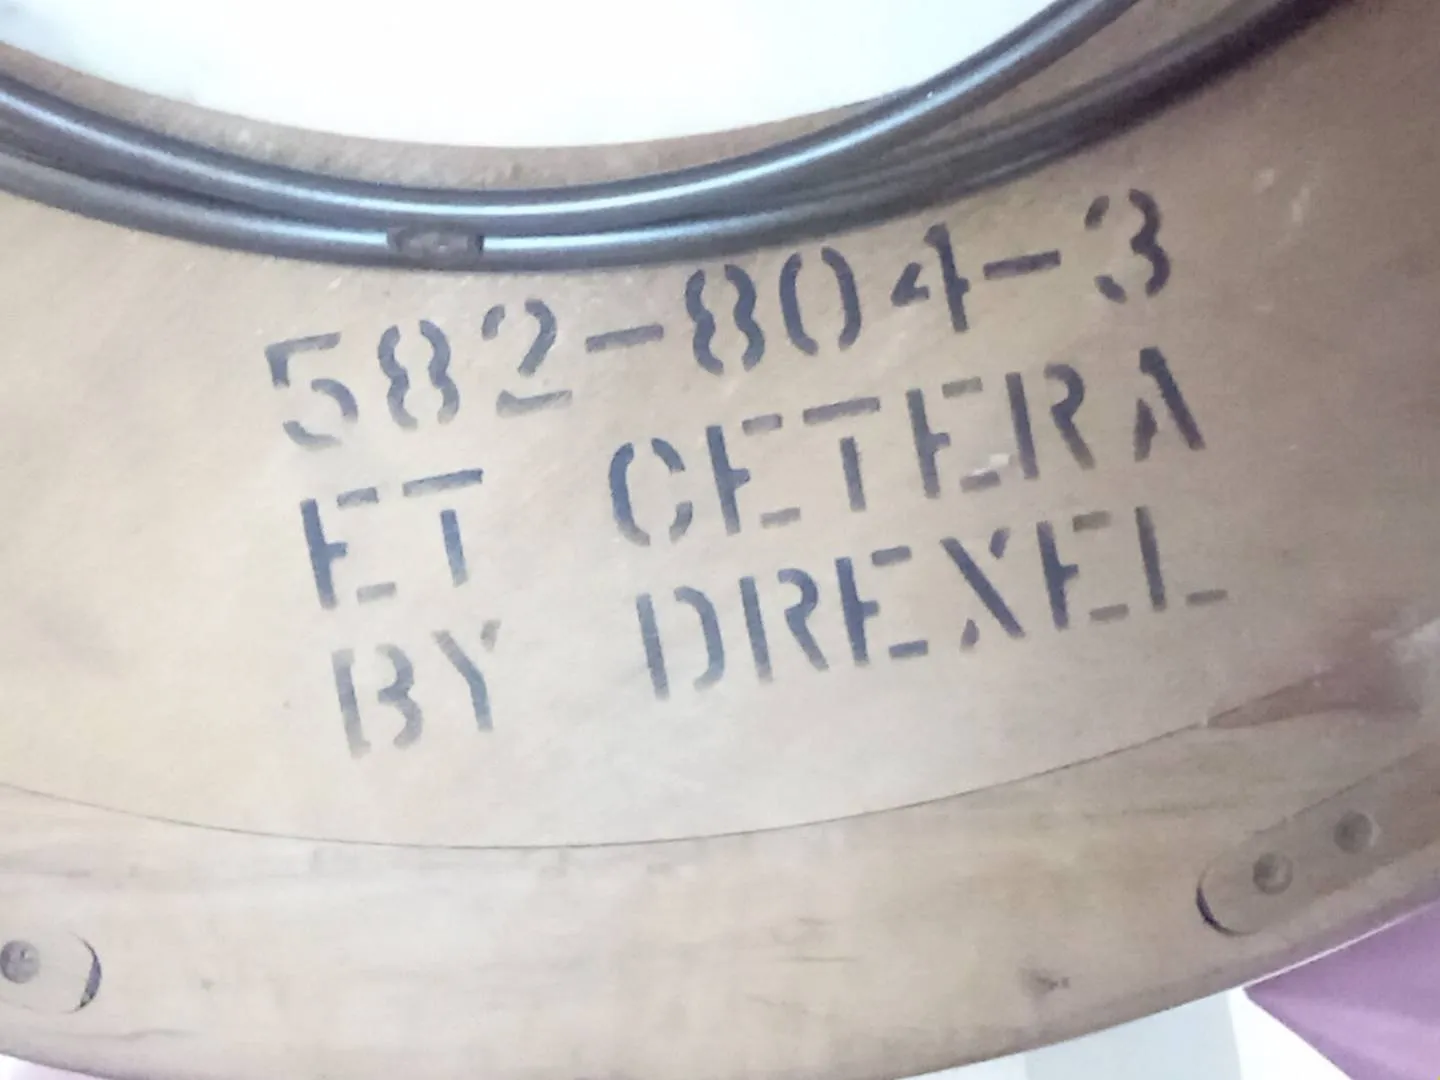 582-804-3
ET CETERA
BY DREXEL